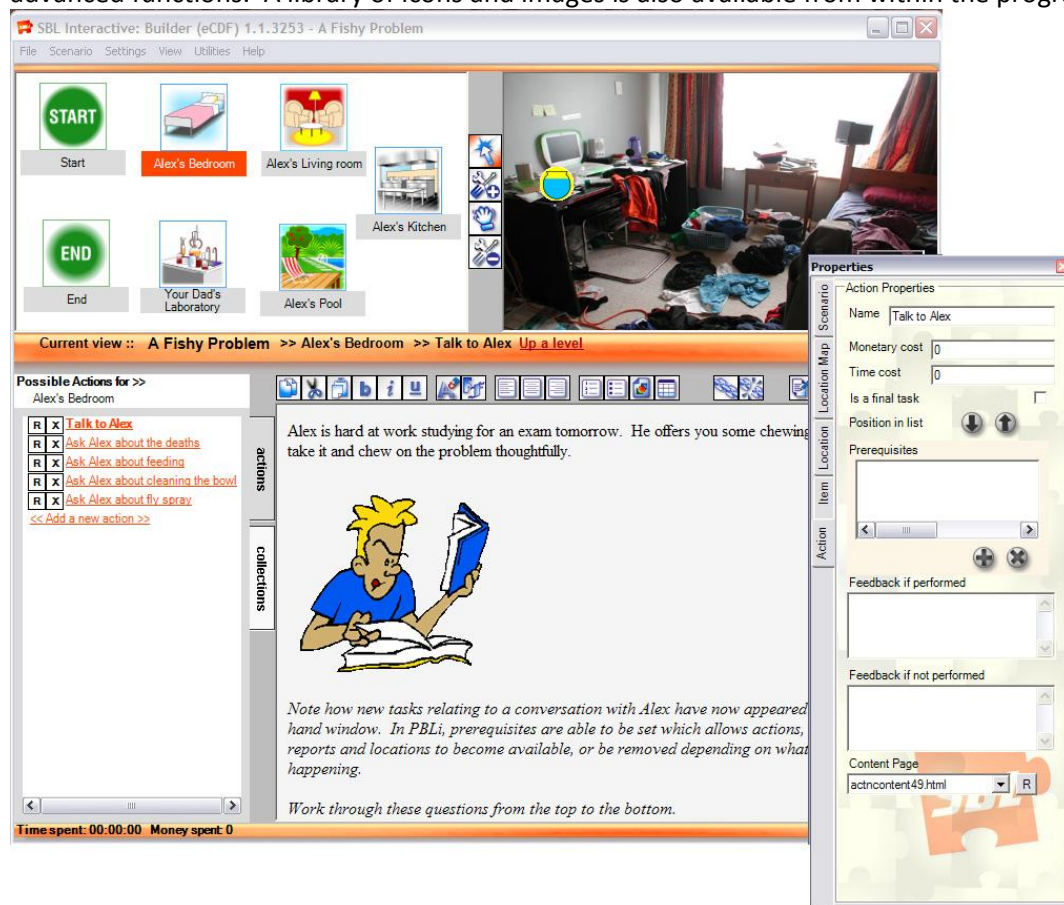 advanced functions. A library of icons and images is also available from within the progr
SBL Interactive: Builder (eCDF) 1.1.3253 - A Fishy Problem
File Scenario Settings View Utilities Help
START
Start
Alex's Bedroom
Alex's Living room
Alex's Kitchen
END
End
Your Dad's
Laboratory
Alex's Pool
Current view :: A Fishy Problem >> Alex's Bedroom >> Talk to Alex Up a level
Possible Actions for >>
Alex's Bedroom
R X Talk to Alex
R X Ask Alex about the deaths
R X Ask Alex about feeding
R X Ask Alex about cleaning the bowl
R X Ask Alex about fly spray
<< Add a new action >>
actions
collections
b i u
Alex is hard at work studying for an exam tomorrow. He offers you some chewing
take it and chew on the problem thoughtfully.
Note how new tasks relating to a conversation with Alex have now appeared
hand window. In PBLi, prerequisites are able to be set which allows actions,
reports and locations to become available, or be removed depending on what
happening.
Work through these questions from the top to the bottom.
Time spent: 00:00:00 Money spent: 0
Properties
Scenario
Location Map
Location
Item
Action
Action Properties
Name Talk to Alex
Monetary cost 0
Time cost 0
Is a final task
Position in list
Prerequisites
Feedback if performed
Feedback if not performed
Content Page
actncontent49.html R
SBL